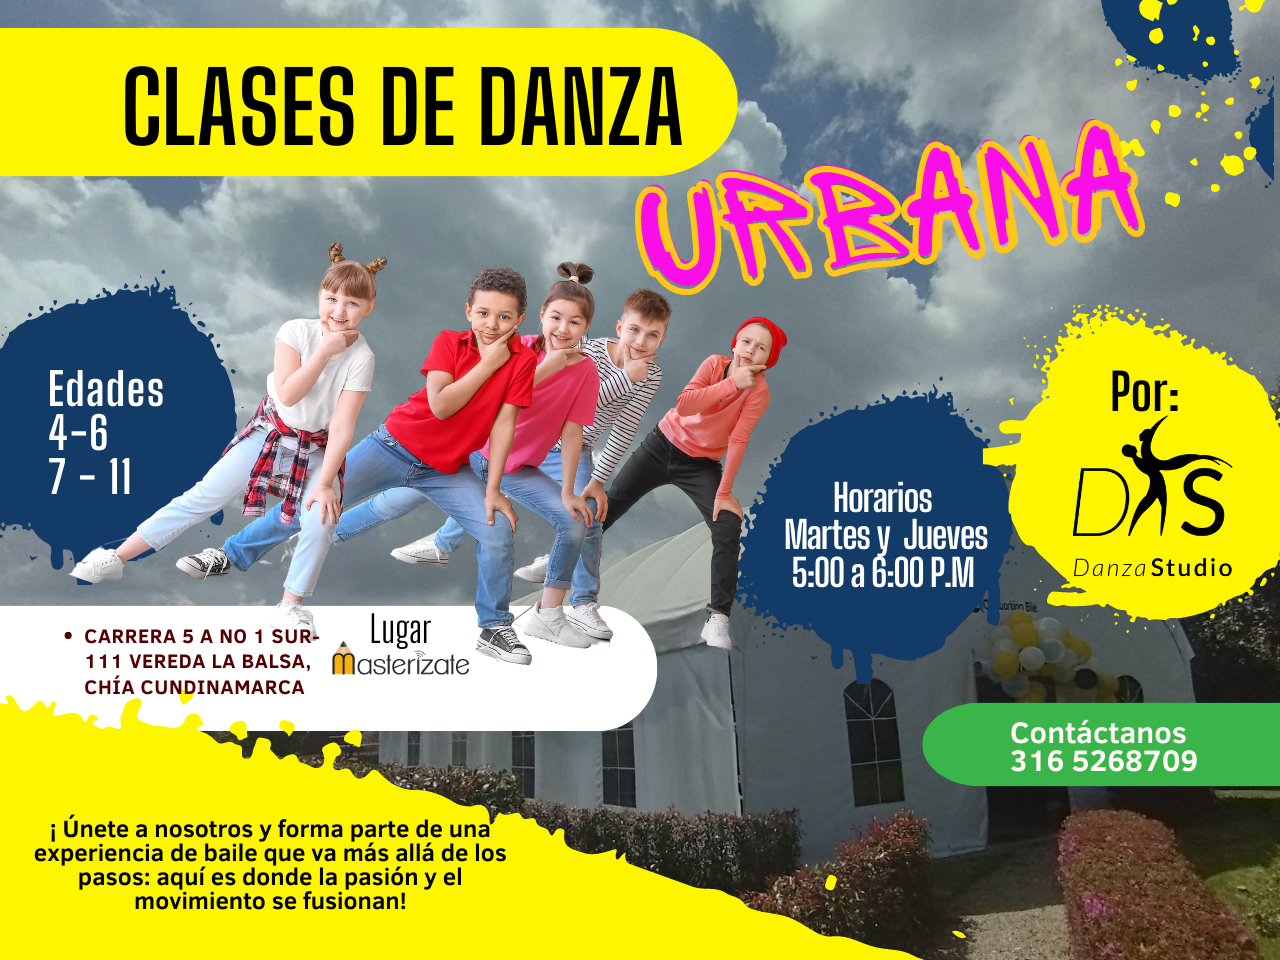 CLASES DE DANZA
URBANA
Edades
4-6
7 - 11
Por:
DS
DanzaStudio
Horarios
Martes y Jueves
5:00 a 6:00 P.M
Lugar
masterízate
• CARRERA 5 A NO 1 SUR-
111 VEREDA LA BALSA,
CHÍA CUNDINAMARCA
Contáctanos
316 5268709
¡ Únete a nosotros y forma parte de una
experiencia de baile que va más allá de los
pasos: aquí es donde la pasión y el
movimiento se fusionan!